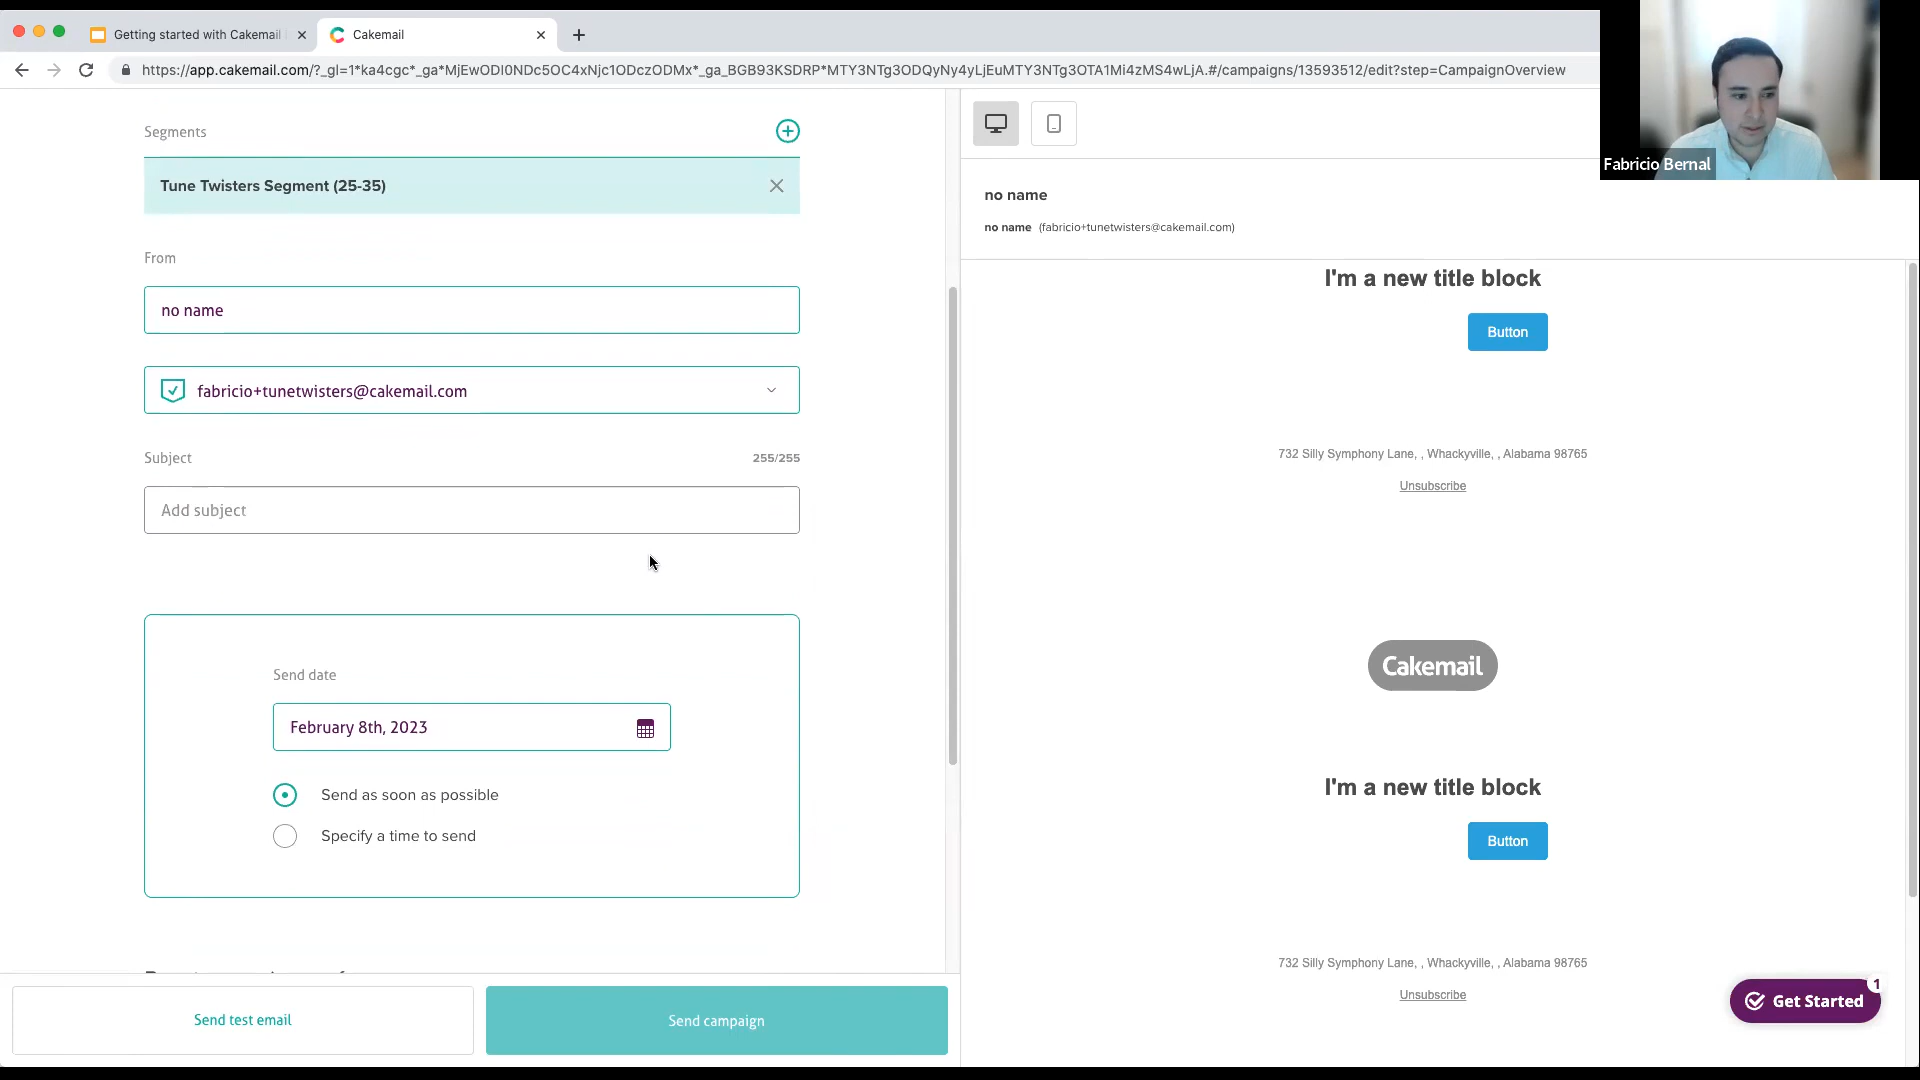 Getting started with Cakemail
Cakemail
https://app.cakemail.com/?_gl=1*ka4cgc*_ga*MjEwODI0NDc5OC4xNjc1ODczODMx*_ga_BGB93KSDRP*MTY3NTg3ODQyNy4yLjEuMTY3NTg3OTA1Mi4zMS4wLjA.#/campaigns/13593512/edit?step=CampaignOverview
Fabricio Bernal
Segments
Tune Twisters Segment (25-35)
From
no name
fabricio+tunetwisters@cakemail.com
Subject
255/255
Add subject
Send date
February 8th, 2023
Send as soon as possible
Specify a time to send
Send test email
Send campaign
no name
no name (fabricio+tunetwisters@cakemail.com)
I'm a new title block
Button
732 Silly Symphony Lane, , Whackyville, , Alabama 98765
Unsubscribe
Cakemail
I'm a new title block
Button
732 Silly Symphony Lane, , Whackyville, , Alabama 98765
Unsubscribe
Get Started
1